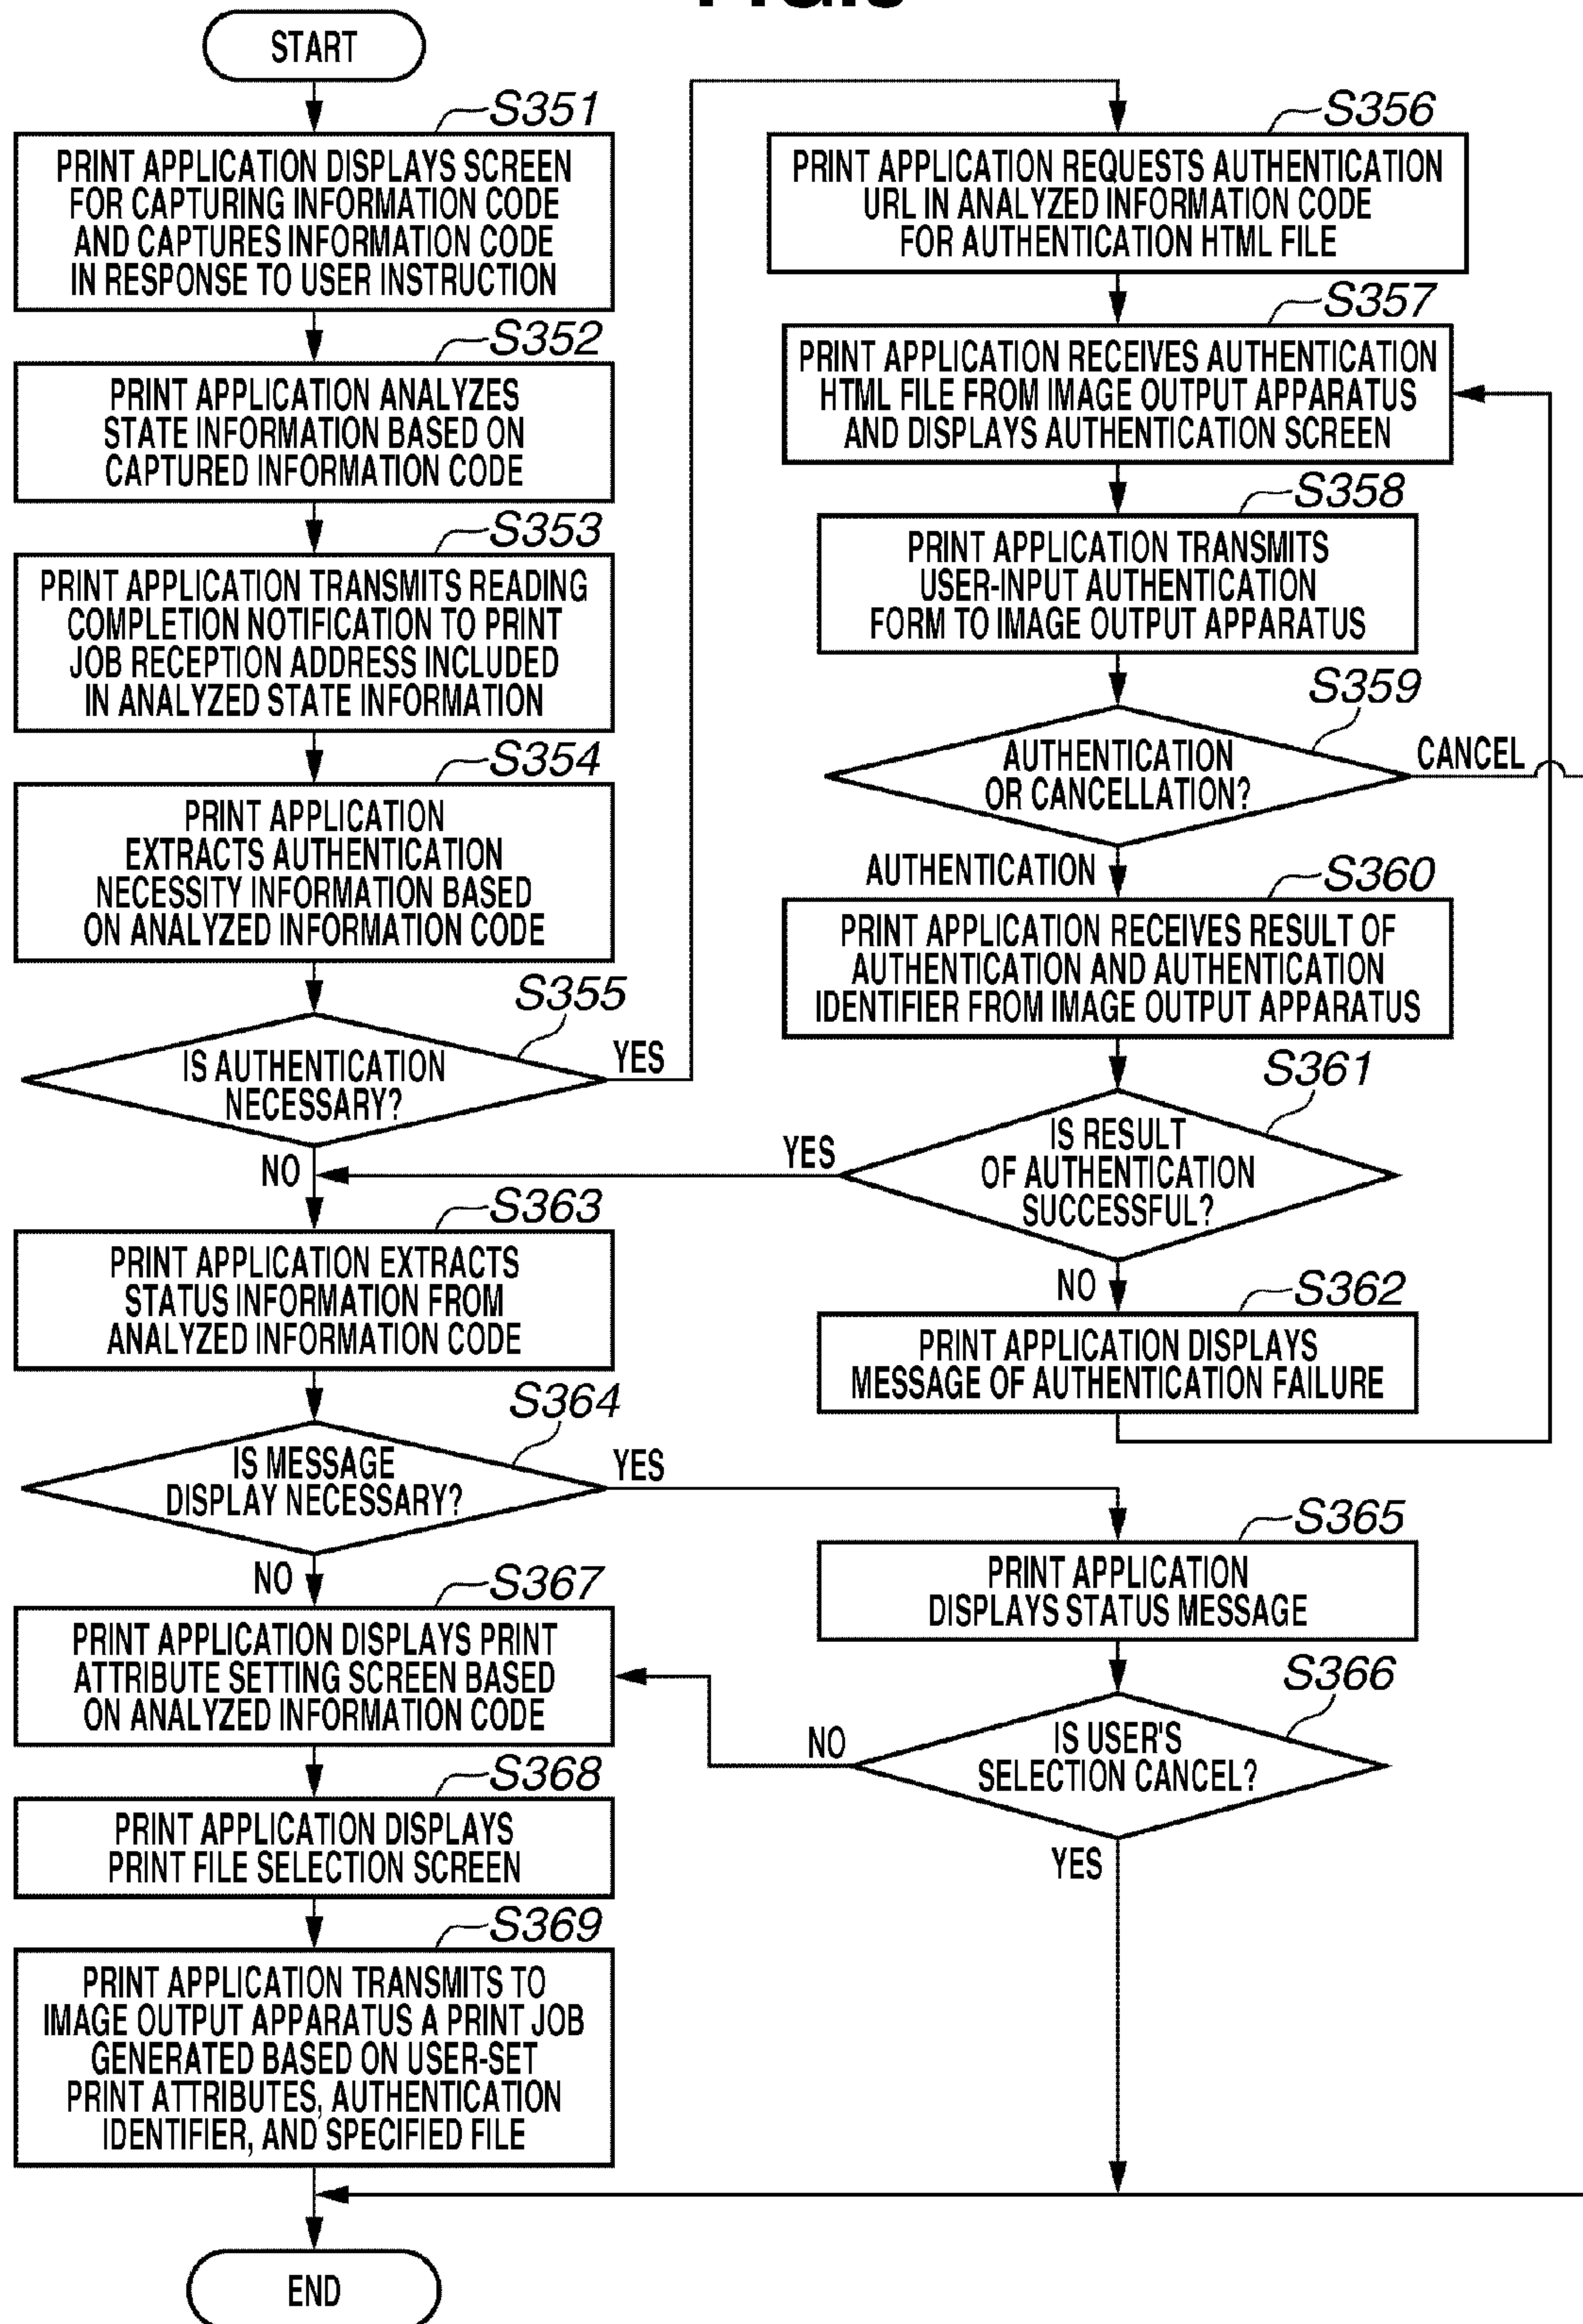 START
S351
PRINT APPLICATION DISPLAYS SCREEN
FOR CAPTURING INFORMATION CODE
AND CAPTURES INFORMATION CODE
IN RESPONSE TO USER INSTRUCTION
S352
PRINT APPLICATION ANALYZES
STATE INFORMATION BASED ON
CAPTURED INFORMATION CODE
S353
PRINT APPLICATION TRANSMITS READING
COMPLETION NOTIFICATION TO PRINT
JOB RECEPTION ADDRESS INCLUDED
IN ANALYZED STATE INFORMATION
S354
PRINT APPLICATION
EXTRACTS AUTHENTICATION
NECESSITY INFORMATION BASED
ON ANALYZED INFORMATION CODE
S355
IS AUTHENTICATION
NECESSARY?
YES
NO
S356
PRINT APPLICATION REQUESTS AUTHENTICATION
URL IN ANALYZED INFORMATION CODE
FOR AUTHENTICATION HTML FILE
S357
PRINT APPLICATION RECEIVES AUTHENTICATION
HTML FILE FROM IMAGE OUTPUT APPARATUS
AND DISPLAYS AUTHENTICATION SCREEN
S358
PRINT APPLICATION TRANSMITS
USER-INPUT AUTHENTICATION
FORM TO IMAGE OUTPUT APPARATUS
S359
AUTHENTICATION
OR CANCELLATION?
CANCEL
AUTHENTICATION
S360
PRINT APPLICATION RECEIVES RESULT OF
AUTHENTICATION AND AUTHENTICATION
IDENTIFIER FROM IMAGE OUTPUT APPARATUS
S361
IS RESULT
OF AUTHENTICATION
SUCCESSFUL?
YES
NO
S362
PRINT APPLICATION DISPLAYS
MESSAGE OF AUTHENTICATION FAILURE
S363
PRINT APPLICATION EXTRACTS
STATUS INFORMATION FROM
ANALYZED INFORMATION CODE
S364
IS MESSAGE
DISPLAY NECESSARY?
YES
NO
S365
PRINT APPLICATION
DISPLAYS STATUS MESSAGE
S366
IS USER'S
SELECTION CANCEL?
NO
YES
S367
PRINT APPLICATION DISPLAYS PRINT
ATTRIBUTE SETTING SCREEN BASED
ON ANALYZED INFORMATION CODE
S368
PRINT APPLICATION DISPLAYS
PRINT FILE SELECTION SCREEN
S369
PRINT APPLICATION TRANSMITS TO
IMAGE OUTPUT APPARATUS A PRINT JOB
GENERATED BASED ON USER-SET
PRINT ATTRIBUTES, AUTHENTICATION
IDENTIFIER, AND SPECIFIED FILE
END